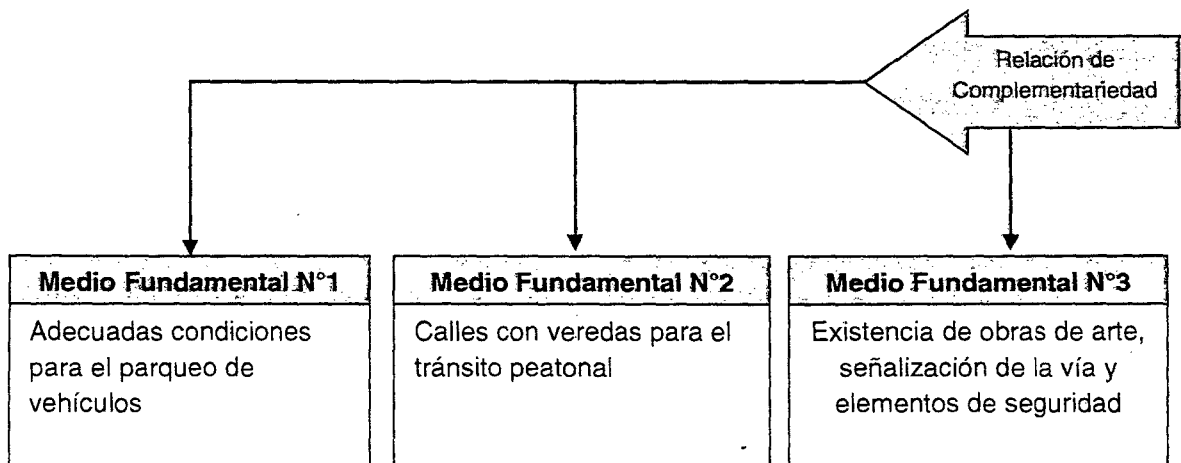 Relación de
Complementariedad
Medio Fundamental N°1
Adecuadas condiciones
para el parqueo de
vehículos
Medio Fundamental N°2
Calles con veredas para el
tránsito peatonal
Medio Fundamental N°3
Existencia de obras de arte,
señalización de la vía y
elementos de seguridad